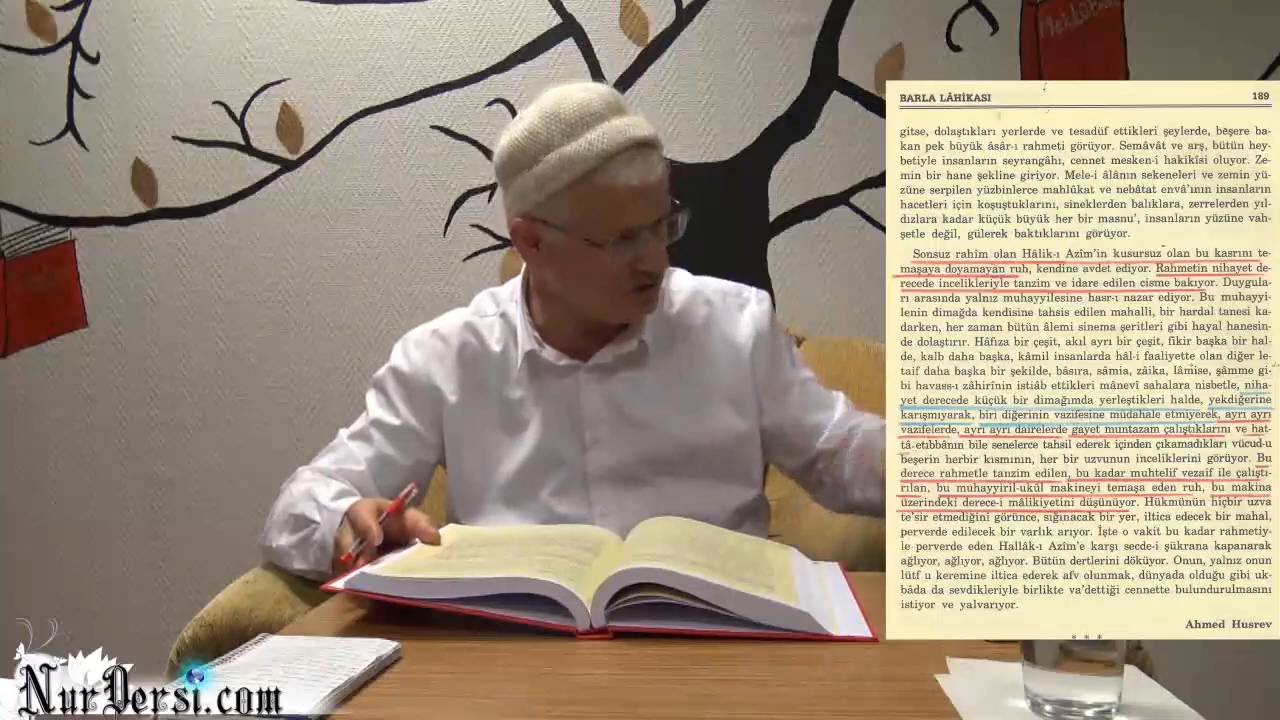 Mektûbat
BARLA LÂHİKASI 189
gitse, dolaştıkları yerlerde ve tesadüf ettikleri şeylerde, beşere ba-
kan pek büyük âsâr-ı rahmeti görüyor. Semâvât ve arş, bütün hey-
betiyle insanların seyrangâhı, cennet mesken-i hakikîsi oluyor. Ze-
min bir hane şekline giriyor. Mele-i âlânın sekeneleri ve zemin yü-
züne serpilen yüzbinlerce mahlûkat ve nebâtat envâ'ının insanların
hacetleri için koşuştuklarını, sineklerden balıklara, zerrelerden yıl-
dızlara kadar küçük büyük her bir masnu', insanların yüzüne vah-
şetle değil, gülerek baktıklarını görüyor.
Sonsuz rahîm olan Hâlik-ı Azîm'in kusursuz olan bu kasrını te-
maşaya doyamayan ruh, kendine avdet ediyor. Rahmetin nihayet de-
recede incelikleriyle tanzim ve idare edilen cisme bakıyor. Duygula-
rı arasında yalnız muhayyilesine hasr-ı nazar ediyor. Bu muhayyi-
lenin dimağda kendisine tahsis edilen mahalli, bir hardal tanesi ka-
darken, her zaman bütün âlemi sinema şeritleri gibi hayal hanesin-
de dolaştırır. Hâfıza bir çeşit, akıl ayrı bir çeşit, fikir başka bir hal-
de, kalb daha başka, kâmil insanlarda hâl-i faaliyette olan diğer le-
taif daha başka bir şekilde, bâsıra, sâmia, zâika, lâmise, şâmme gi-
bi havass-ı zâhirînin istiâb ettikleri mânevî sahalara nisbetle, niha-
yet derecede küçük bir dimağımda yerleştikleri halde, yekdiğerine
karışmıyarak, biri diğerinin vazifesine müdahale etmiyerek, ayrı ayrı
vazifelerde, ayrı ayrı dairelerde gayet muntazam çalıştıklarını ve hat-
tâ etıbbânın bile senelerce tahsil ederek içinden çıkamadıkları vücud-u
beşerin herbir kısmının, her bir uzvunun inceliklerini görüyor. Bu
derece rahmetle tanzim edilen, bu kadar muhtelif vezaif ile çalıştı-
rılan, bu muhayyiril-ukûl makineyi temaşa eden ruh, bu makina
üzerindeki derece-i mâlikiyetini düşünüyor. Hükmünün hiçbir uzva
te'sir etmediğini görünce, sığınacak bir yer, iltica edecek bir mahal,
perverde edilecek bir varlık arıyor. İşte o vakit bu kadar rahmetiy-
le perverde eden Hallâk-ı Azîm'e karşı secde-i şükrana kapanarak
ağlıyor, ağlıyor, ağlıyor. Bütün dertlerini döküyor. Onun, yalnız onun
lütf u keremine iltica ederek afv olunmak, dünyada olduğu gibi uk-
bâda da sevdikleriyle birlikte va'dettiği cennette bulundurulmasını
istiyor ve yalvarıyor.
Ahmed Husrev
* * *
NurDersi.com